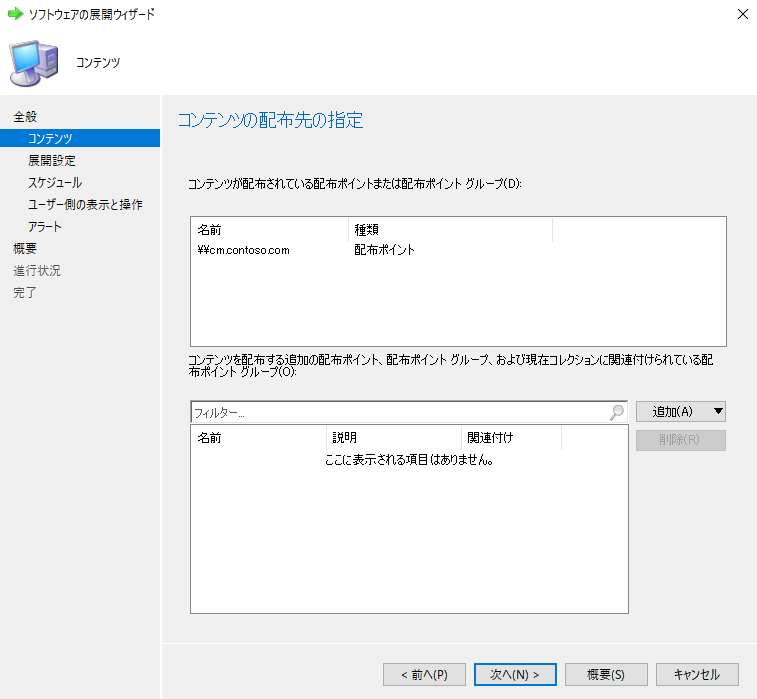 ソフトウェアの展開ウィザード
コンテンツ
全般
コンテンツ
展開設定
スケジュール
ユーザー側の表示と操作
アラート
概要
進行状況
完了
コンテンツの配布先の指定
コンテンツが配布されている配布ポイントまたは配布ポイント グループ(D):
名前 種類
¥¥cm.contoso.com 配布ポイント
コンテンツを配布する追加の配布ポイント、配布ポイント グループ、および現在コレクションに関連付けられている配
布ポイント グループ(O):
フィルター...
追加(A)
削除(R)
名前 説明 関連付け
ここに表示される項目はありません。
< 前へ(P) 次へ(N) > 概要(S) キャンセル